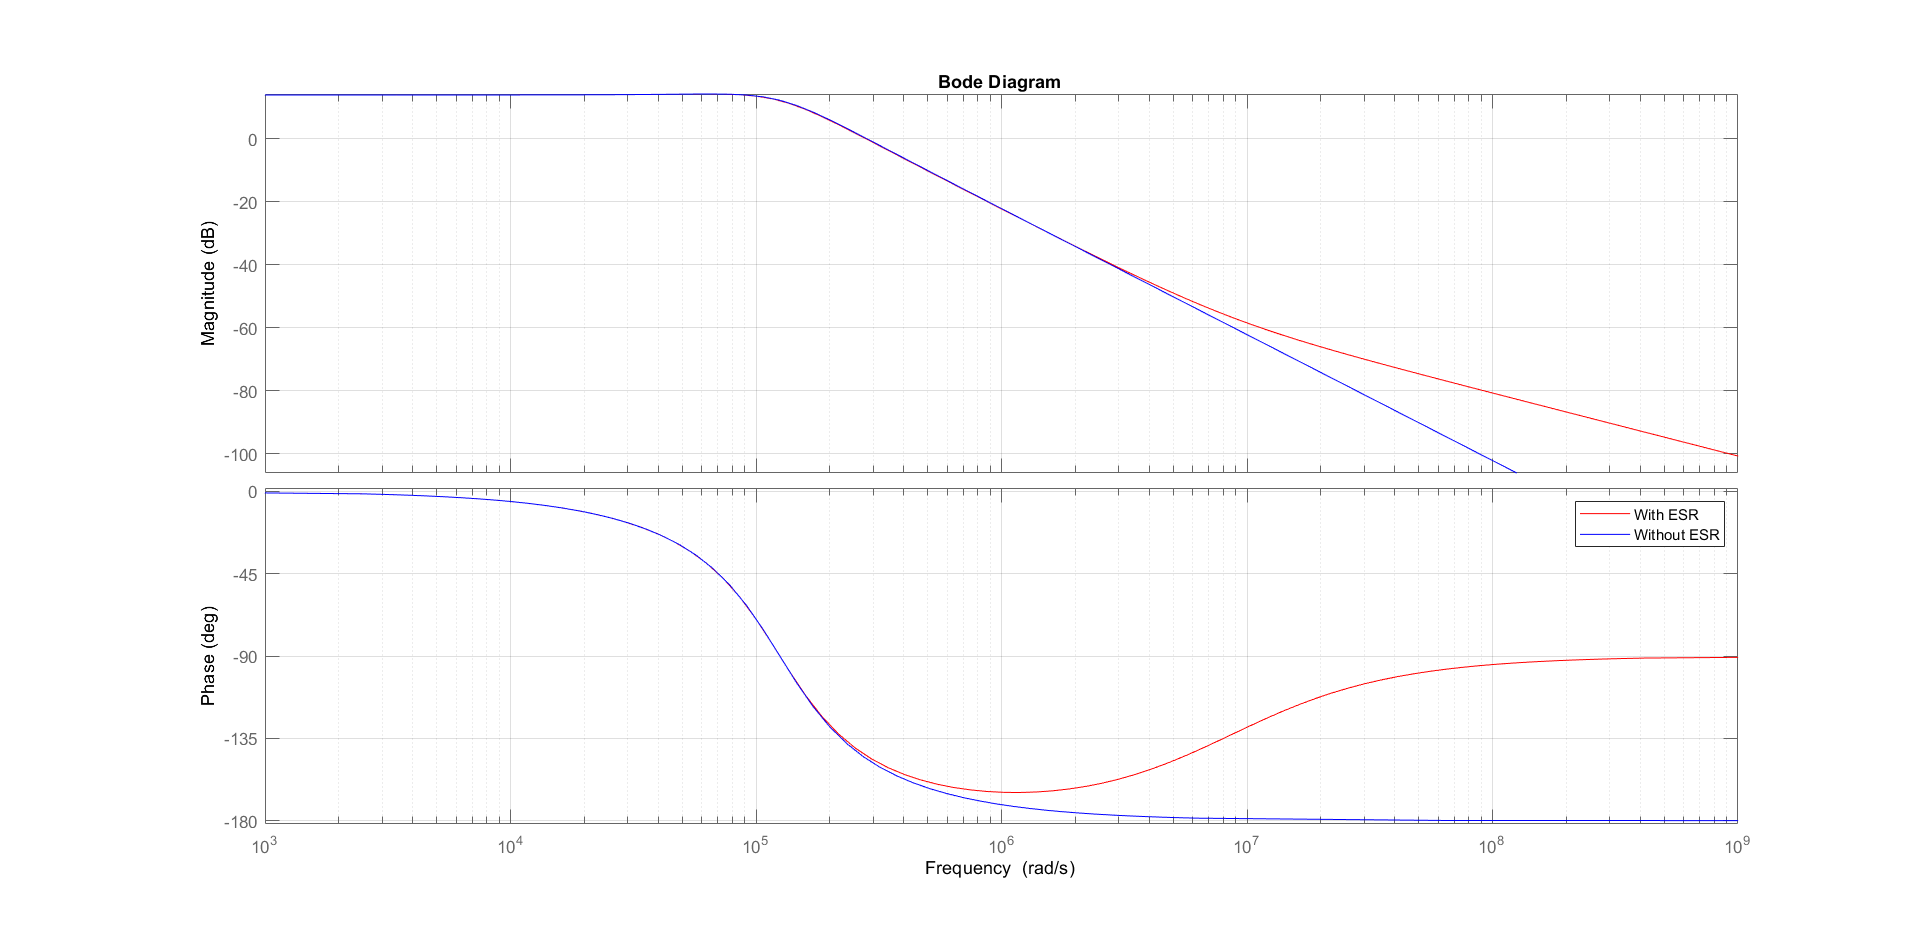 Bode Diagram
Magnitude (dB)
0
-20
-40
-60
-80
-100
Phase (deg)
0
-45
-90
-135
-180
With ESR
Without ESR
10^3 10^4 10^5 10^6 10^7 10^8 10^9
Frequency (rad/s)